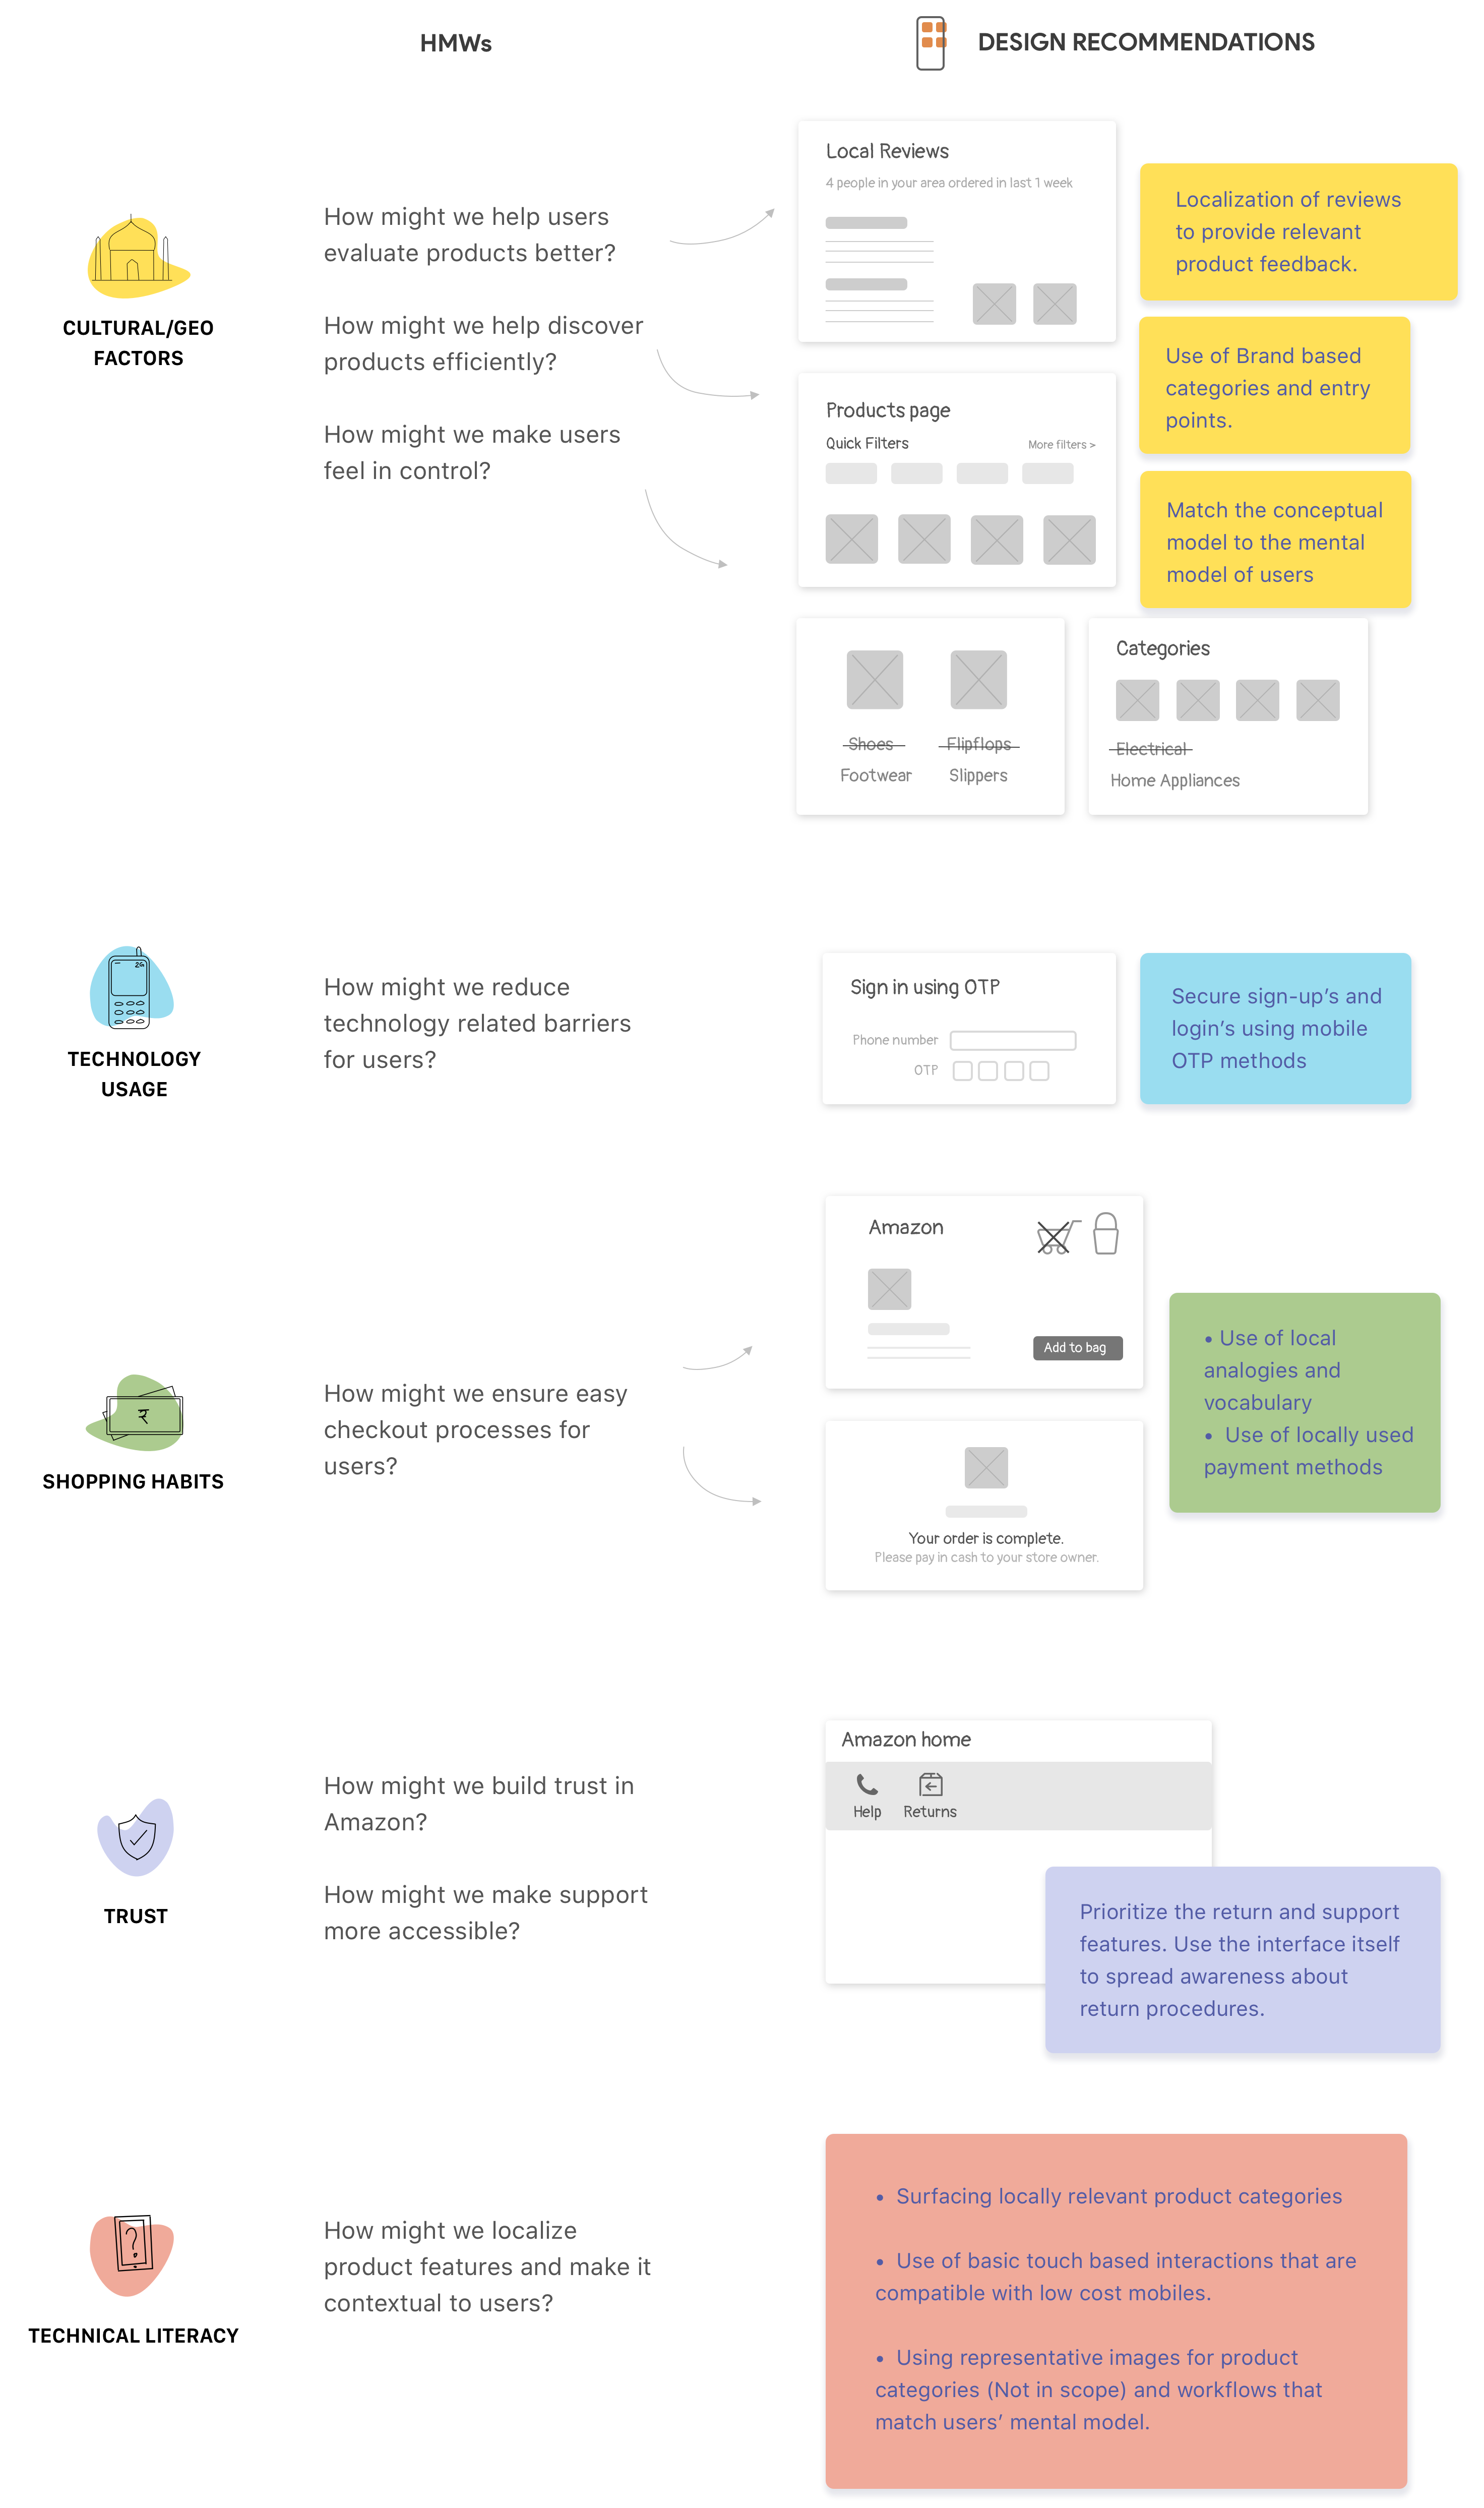 HMWs
DESIGN RECOMMENDATIONS
CULTURAL/GEO
FACTORS
How might we help users
evaluate products better?
How might we help discover
products efficiently?
How might we make users
feel in control?
Local Reviews
4 people in your area ordered in last 1 week
Localization of reviews
to provide relevant
product feedback.
Products page
Quick Filters
More filters >
Use of Brand based
categories and entry
points.
Match the conceptual
model to the mental
model of users
Shoes
Flipflops
Footwear
Slippers
Categories
Electrical
Home Appliances
2G
TECHNOLOGY
USAGE
How might we reduce
technology related barriers
for users?
Sign in using OTP
Phone number
OTP
Secure sign-up’s and
login’s using mobile
OTP methods
₹
SHOPPING HABITS
How might we ensure easy
checkout processes for
users?
Amazon
Add to bag
Your order is complete.
Please pay in cash to your store owner.
• Use of local
analogies and
vocabulary
• Use of locally used
payment methods
TRUST
How might we build trust in
Amazon?
How might we make support
more accessible?
Amazon home
Help
Returns
Prioritize the return and support
features. Use the interface itself
to spread awareness about
return procedures.
?
TECHNICAL LITERACY
How might we localize
product features and make it
contextual to users?
• Surfacing locally relevant product categories
• Use of basic touch based interactions that are
compatible with low cost mobiles.
• Using representative images for product
categories (Not in scope) and workflows that
match users’ mental model.